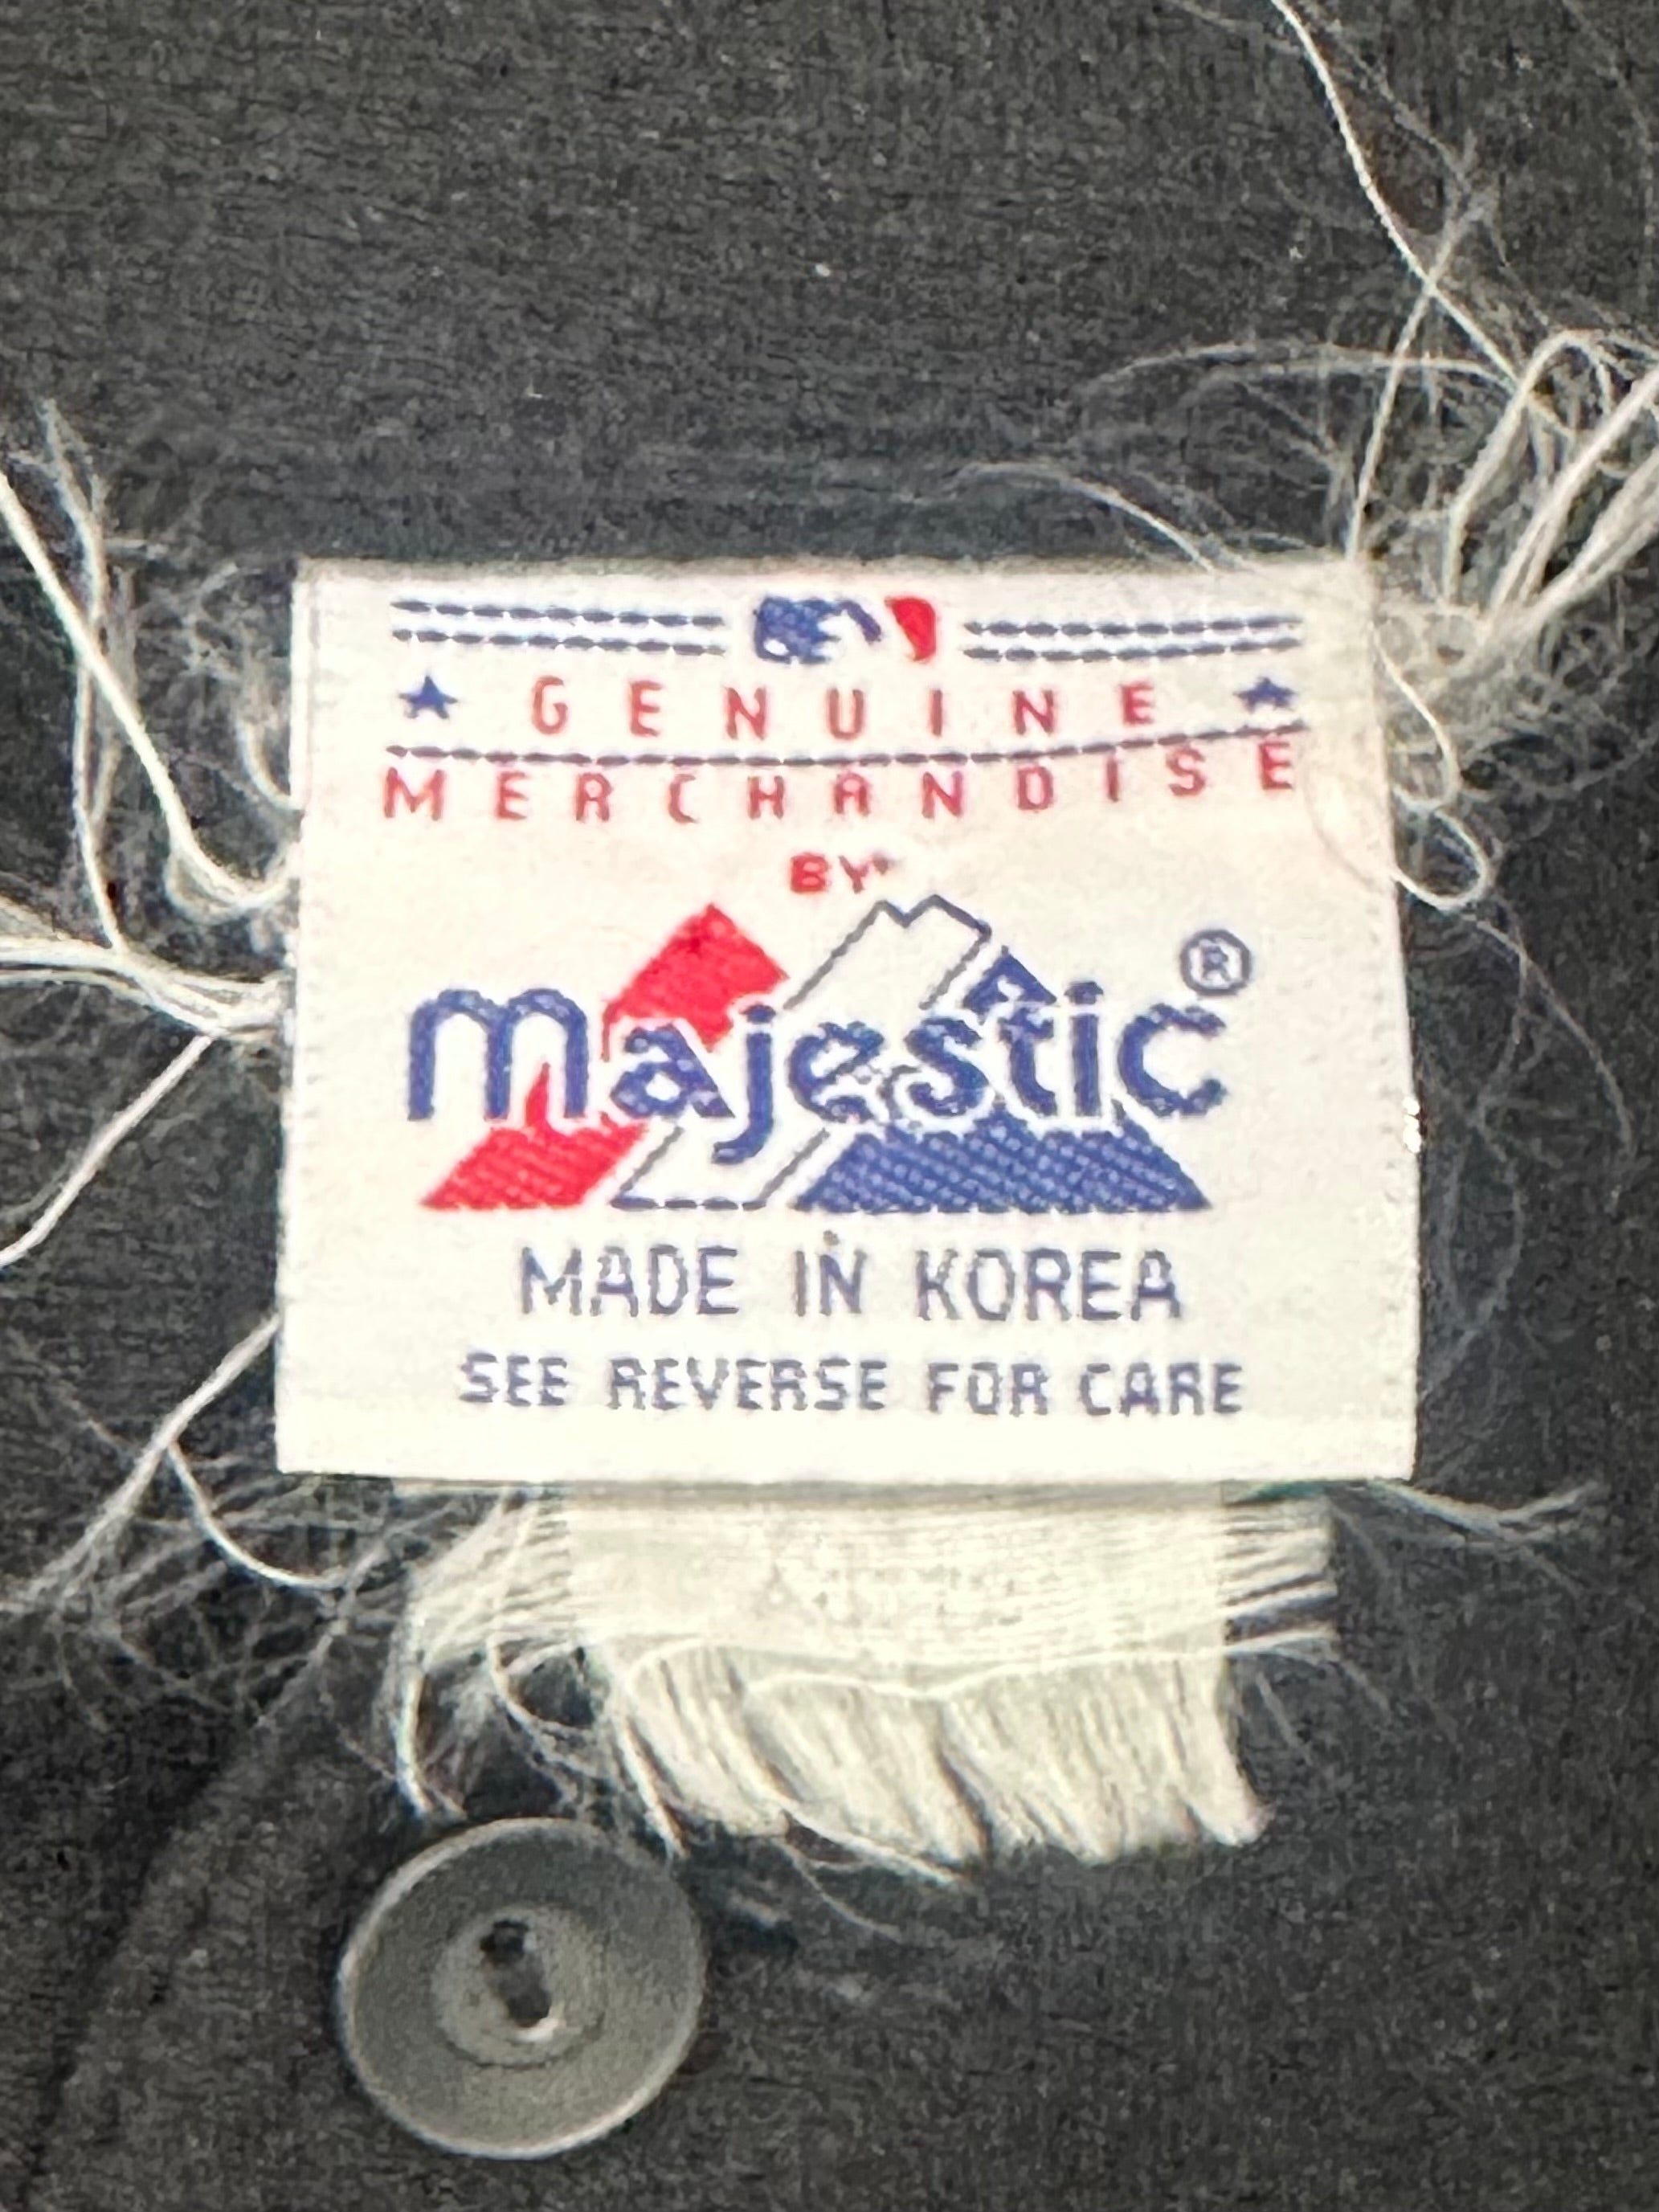 GENUINE
MERCHANDISE
BY
majestic ®
MADE IN KOREA
SEE REVERSE FOR CARE